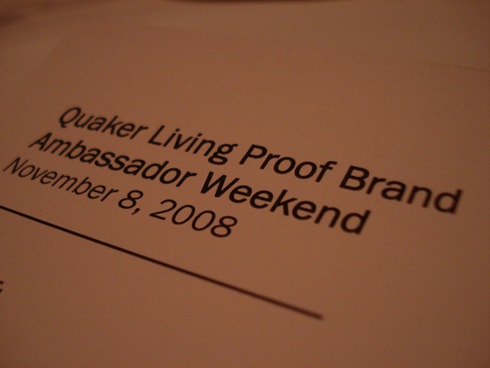 Quaker Living Proof Brand
Ambassador Weekend
November 8, 2008